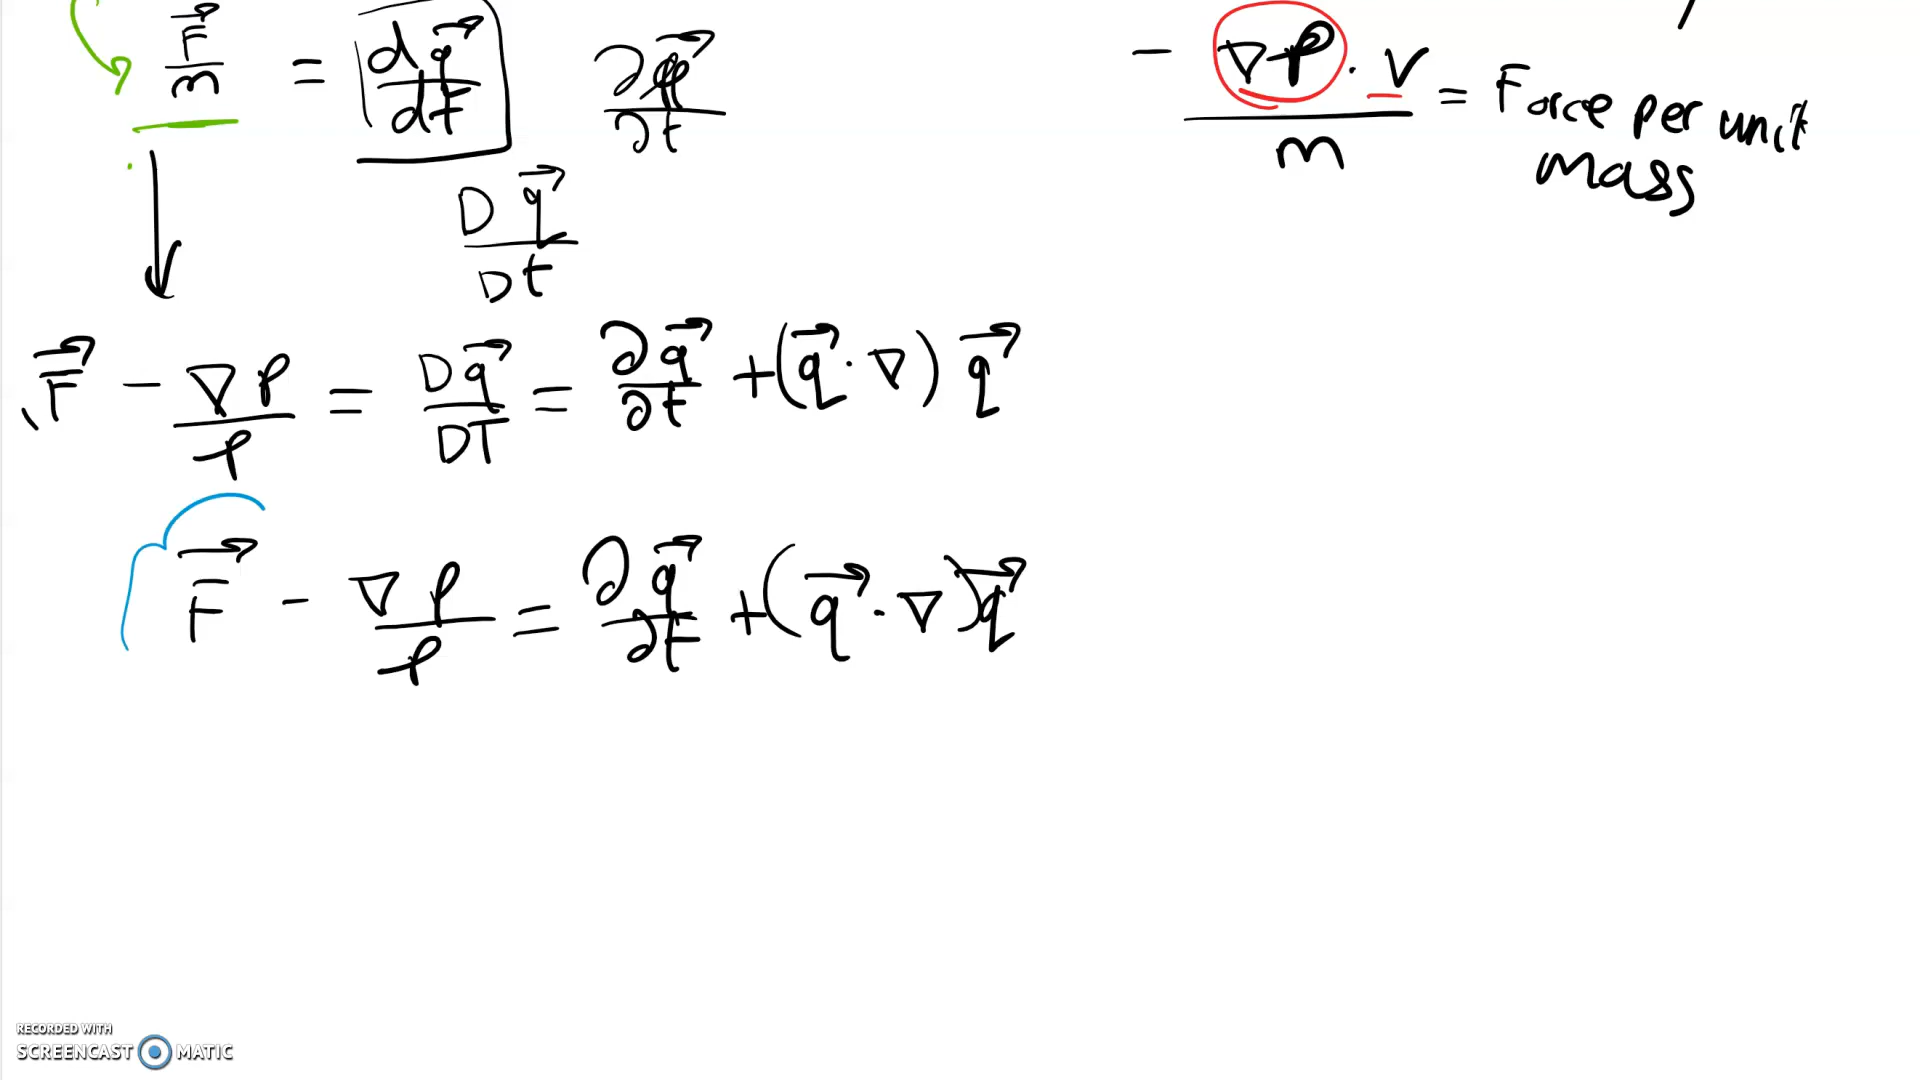 F⃗/m = dq⃗/dt ∂q⃗/∂t
Dq⃗/Dt
- ∇P · V / m = Force per unit
mass
F⃗ - ∇P/ρ = Dq⃗/DT = ∂q⃗/∂t + (q⃗ · ∇) q⃗
F⃗ - ∇P/ρ = ∂q⃗/∂t + (q⃗ · ∇) q⃗
RECORDED WITH
SCREENCAST MATIC